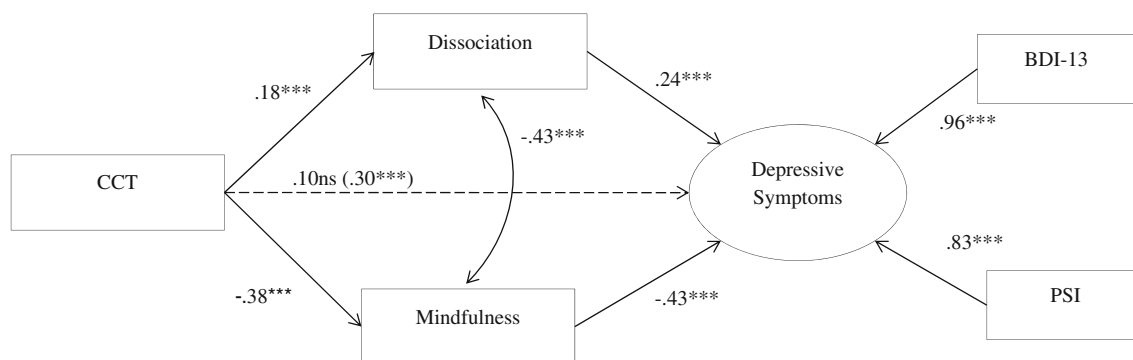 Dissociation
BDI-13
.18***
.24***
-.43***
.96***
CCT
.10ns (.30***)
Depressive
Symptoms
-.38***
-.43***
.83***
Mindfulness
PSI